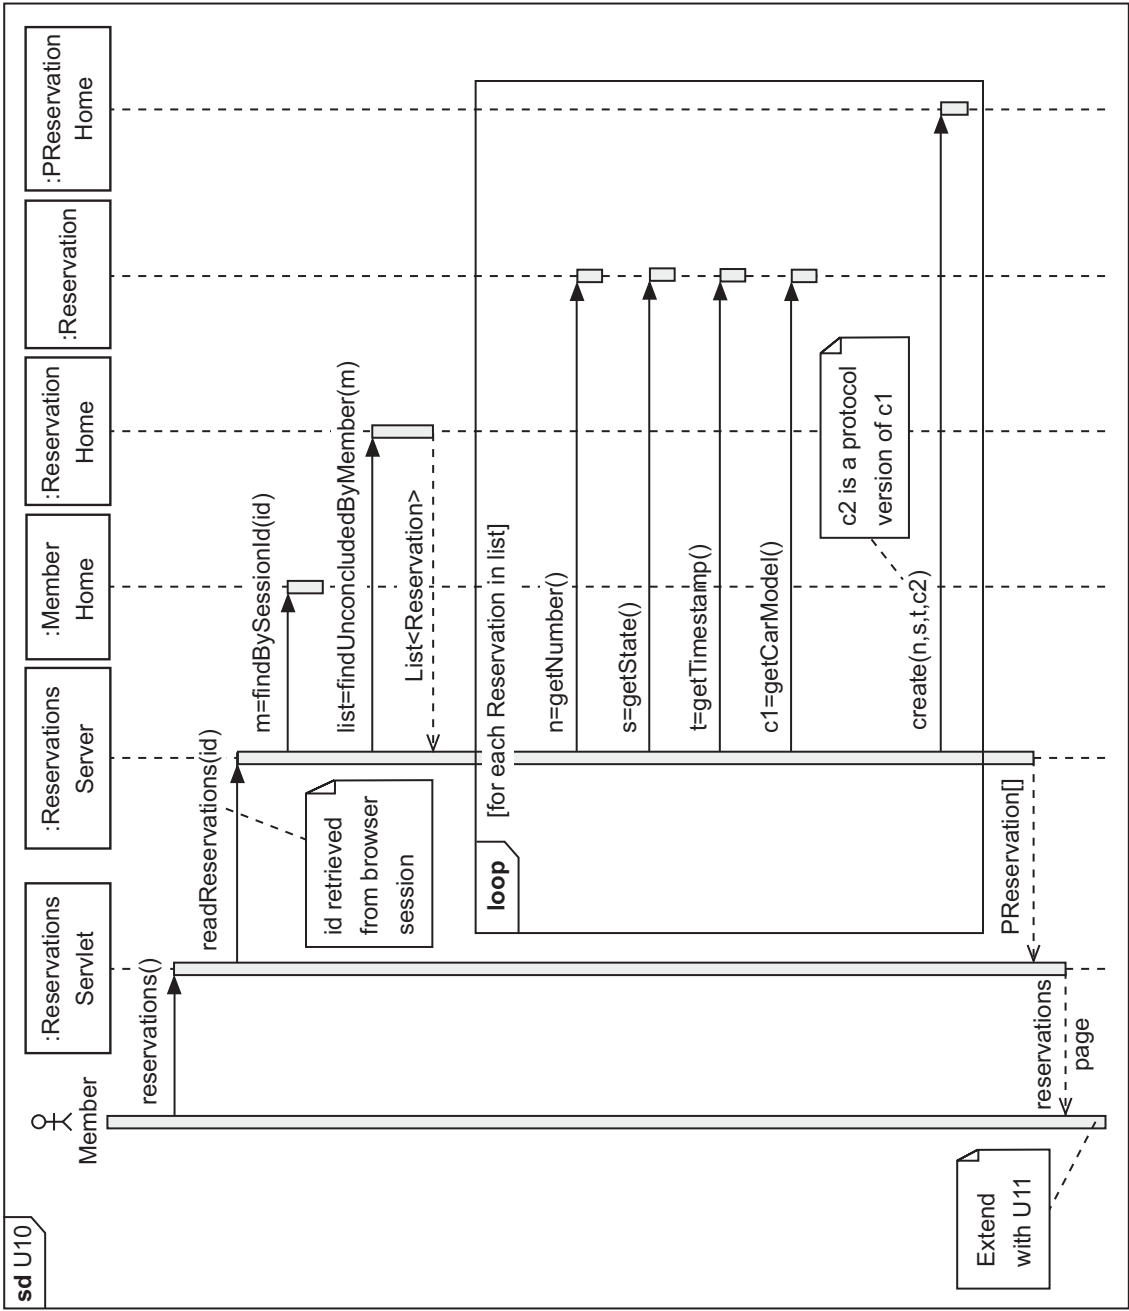 sd U10
Member
:Reservations
Servlet
:Reservations
Server
:Member
Home
:Reservation
Home
:Reservation
:PReservation
Home
reservations()
readReservations(id)
id retrieved
from browser
session
m=findBySessionId(id)
list=findUnconcludedByMember(m)
List<Reservation>
loop
[for each Reservation in list]
n=getNumber()
s=getState()
t=getTimestamp()
c1=getCarModel()
c2 is a protocol
version of c1
create(n,s,t,c2)
PReservation[]
reservations
page
Extend
with U11